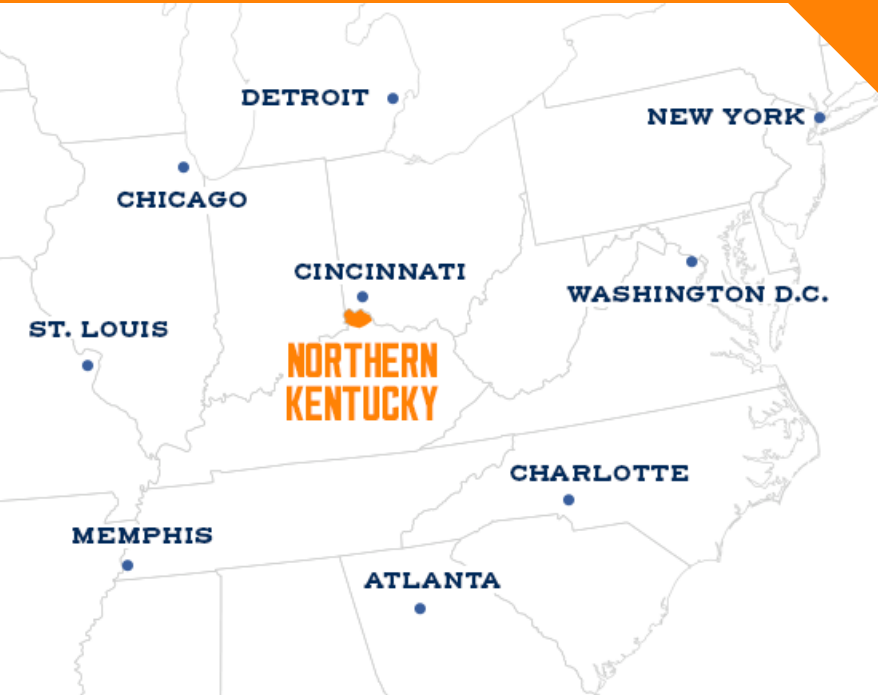 DETROIT
NEW YORK
CHICAGO
CINCINNATI
WASHINGTON D.C.
ST. LOUIS
NORTHERN
KENTUCKY
CHARLOTTE
MEMPHIS
ATLANTA